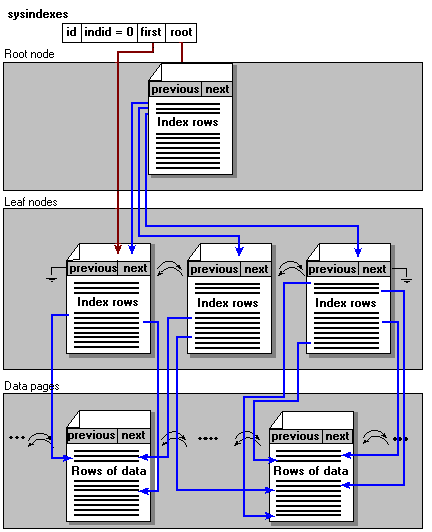 sysindexes
id indid = 0 first root
Root node
previous next
Index rows
Leaf nodes
previous next previous next previous next
Index rows Index rows Index rows
Data pages
previous next previous next
Rows of data Rows of data